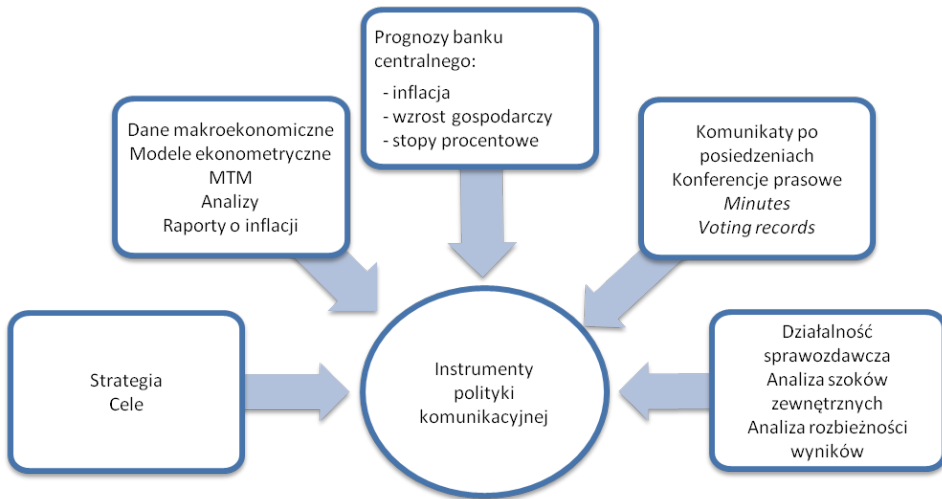 Prognozy banku
centralnego:
- inflacja
- wzrost gospodarczy
- stopy procentowe
Dane makroekonomiczne
Modele ekonometryczne
MTM
Analizy
Raporty o inflacji
Komunikaty po
posiedzeniach
Konferencje prasowe
Minutes
Voting records
Strategia
Cele
Instrumenty
polityki
komunikacyjnej
Działalność
sprawozdawcza
Analiza szoków
zewnętrznych
Analiza rozbieżności
wyników